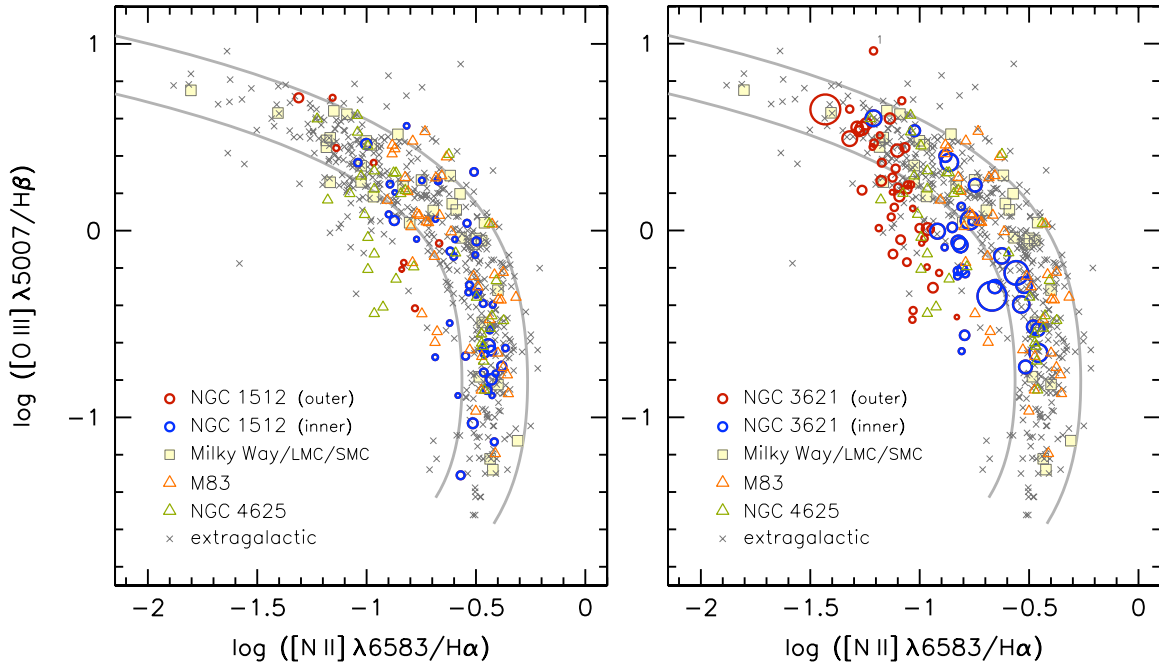 log ([O III] λ5007/Hβ)
1
0
−1
NGC 1512 (outer)
NGC 1512 (inner)
Milky Way/LMC/SMC
M83
NGC 4625
extragalactic
−2
−1.5
−1
−0.5
0
log ([N II] λ6583/Hα)
1
1
0
−1
NGC 3621 (outer)
NGC 3621 (inner)
Milky Way/LMC/SMC
M83
NGC 4625
extragalactic
−2
−1.5
−1
−0.5
0
log ([N II] λ6583/Hα)